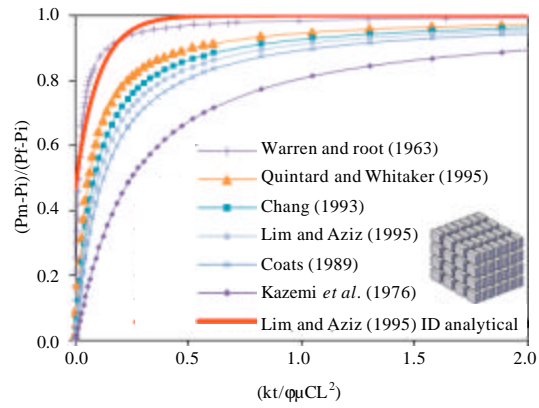 (Pm-Pi)/(Pf-Pi)
1.0
0.8
0.6
0.4
0.2
0.0
Warren and root (1963)
Quintard and Whitaker (1995)
Chang (1993)
Lim and Aziz (1995)
Coats (1989)
Kazemi et al. (1976)
Lim and Aziz (1995) ID analytical
0.0 0.5 1.0 1.5 2.0
(kt/φμCL²)